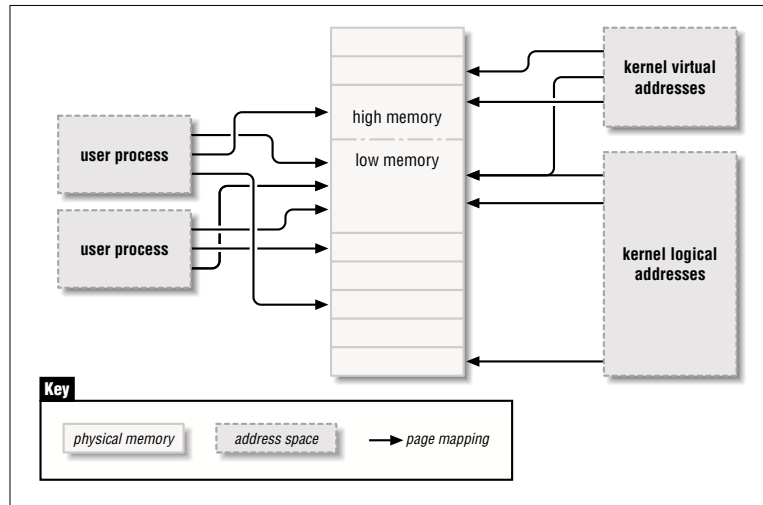 high memory
low memory
user process
user process
kernel virtual
addresses
kernel logical
addresses
Key
physical memory
address space
page mapping